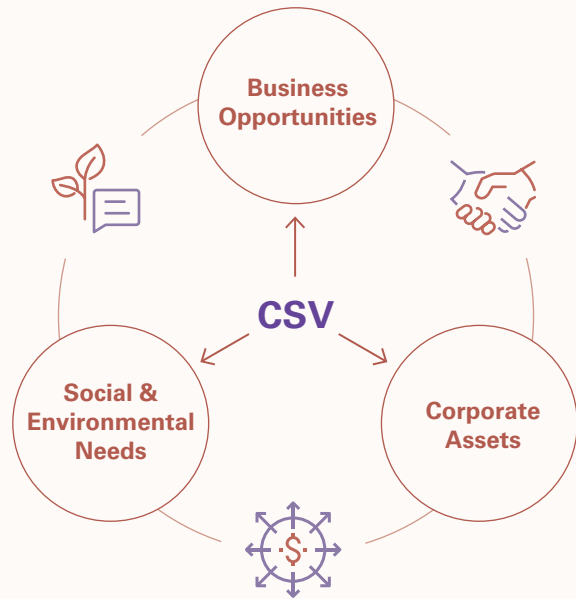 Business
Opportunities
CSV
Social &
Environmental
Needs
Corporate
Assets
$